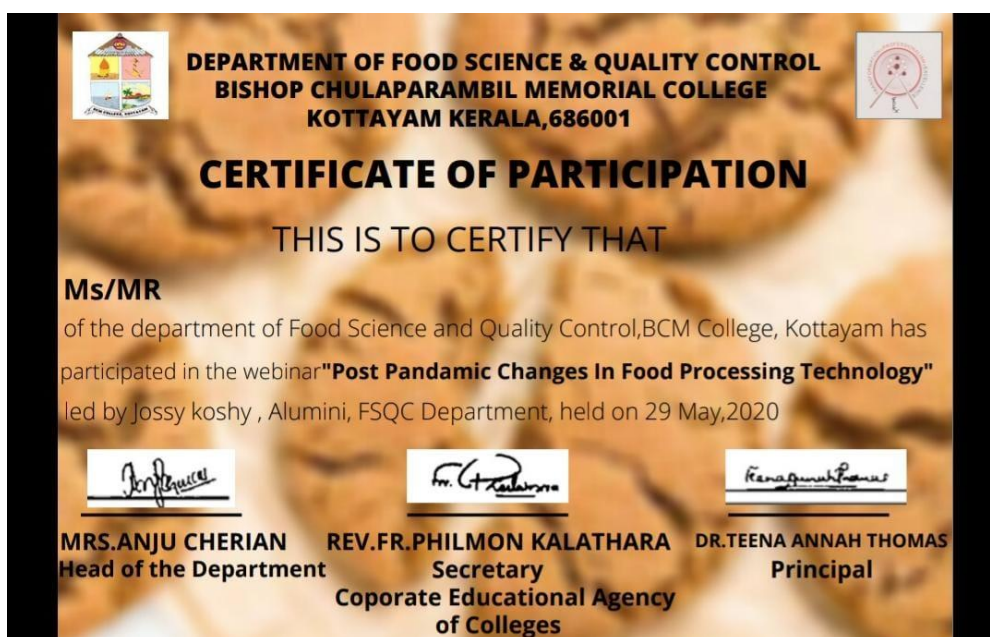 DEPARTMENT OF FOOD SCIENCE & QUALITY CONTROL
BISHOP CHULAPARAMBIL MEMORIAL COLLEGE
KOTTAYAM KERALA,686001
CERTIFICATE OF PARTICIPATION
THIS IS TO CERTIFY THAT
Ms/MR
of the department of Food Science and Quality Control,BCM College, Kottayam has
participated in the webinar"Post Pandamic Changes In Food Processing Technology"
led by Jossy koshy , Alumini, FSQC Department, held on 29 May,2020
MRS.ANJU CHERIAN
Head of the Department
REV.FR.PHILMON KALATHARA
Secretary
Coporate Educational Agency
of Colleges
DR.TEENA ANNAH THOMAS
Principal